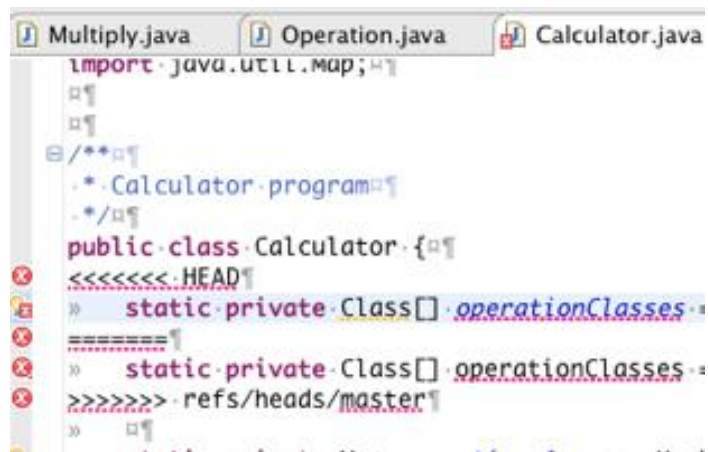 Multiply.java Operation.java Calculator.java
import java.util.Map;
/**
* Calculator program
*/
public class Calculator {
<<<<<<< HEAD
static private Class[] operationClasses =
=======
static private Class[] operationClasses =
>>>>>>> refs/heads/master